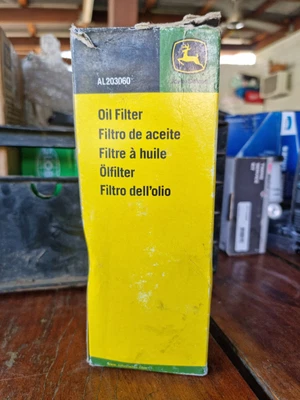 AL203060
Oil Filter
Filtro de aceite
Filtre à huile
Ölfilter
Filtro dell'olio